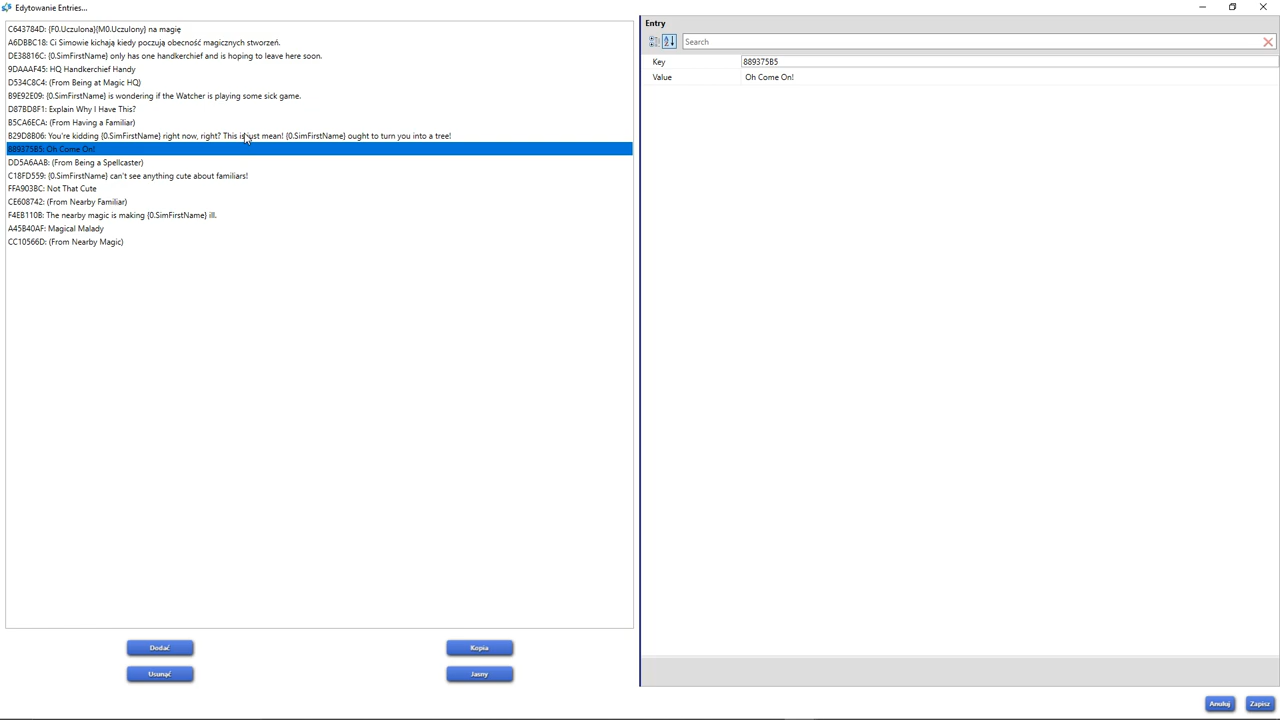 Edytowanie Entries...
C643784D: {F0.Uczulona}{M0.Uczulony} na magię
A6DBBC18: Ci Simowie kichają kiedy poczują obecność magicznych stworzeń.
DE38816C: {0.SimFirstName} only has one handkerchief and is hoping to leave here soon.
9DAAAF45: HQ Handkerchief Handy
D534C8C4: (From Being at Magic HQ)
B9E92E09: {0.SimFirstName} is wondering if the Watcher is playing some sick game.
D87BD8F1: Explain Why I Have This?
B5CA6ECA: (From Having a Familiar)
B29D8B06: You're kidding {0.SimFirstName} right now, right? This is just mean! {0.SimFirstName} ought to turn you into a tree!
889375B5: Oh Come On!
DD5A6AAB: (From Being a Spellcaster)
C18FD559: {0.SimFirstName} can't see anything cute about familiars!
FFA903BC: Not That Cute
CE608742: (From Nearby Familiar)
F4EB110B: The nearby magic is making {0.SimFirstName} ill.
A45B40AF: Magical Malady
CC10566D: (From Nearby Magic)
Dodać
Kopia
Usunąć
Jasny
Entry
Search
Key 889375B5
Value Oh Come On!
Anuluj
Zapisz